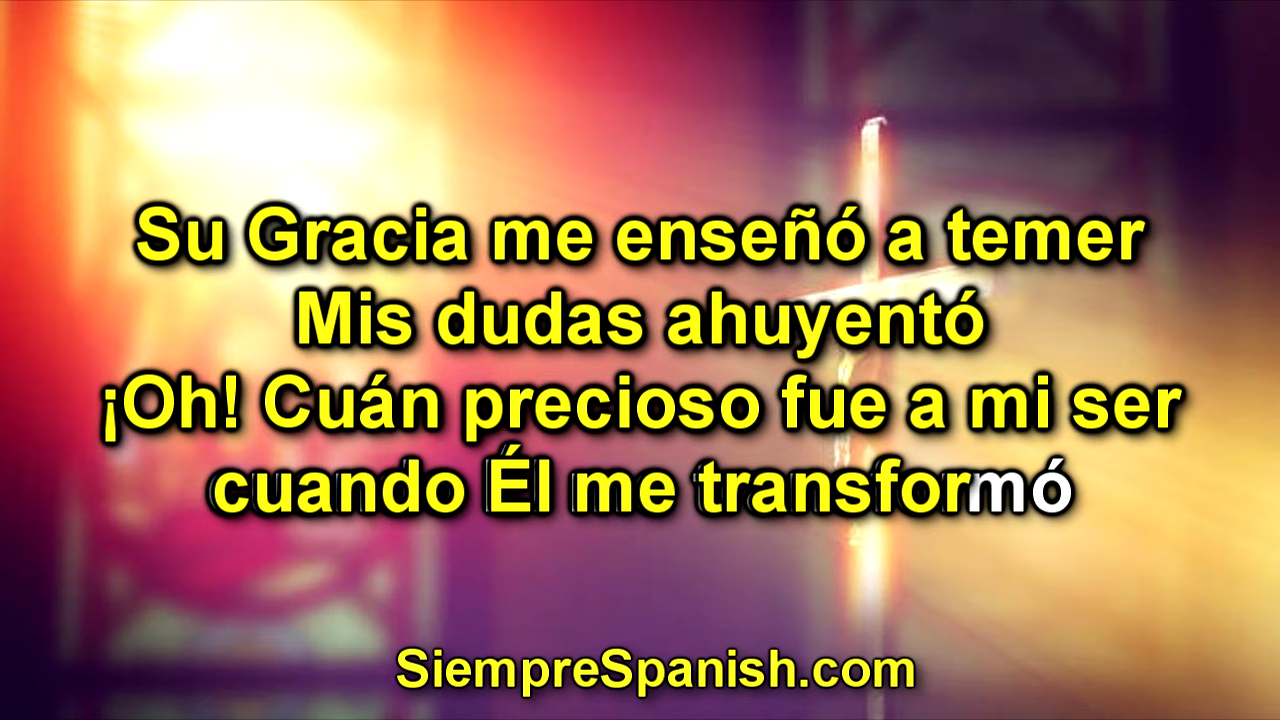 Su Gracia me enseñó a temer
Mis dudas ahuyentó
¡Oh! Cuán precioso fue a mi ser
cuando Él me transformó
SiempreSpanish.com